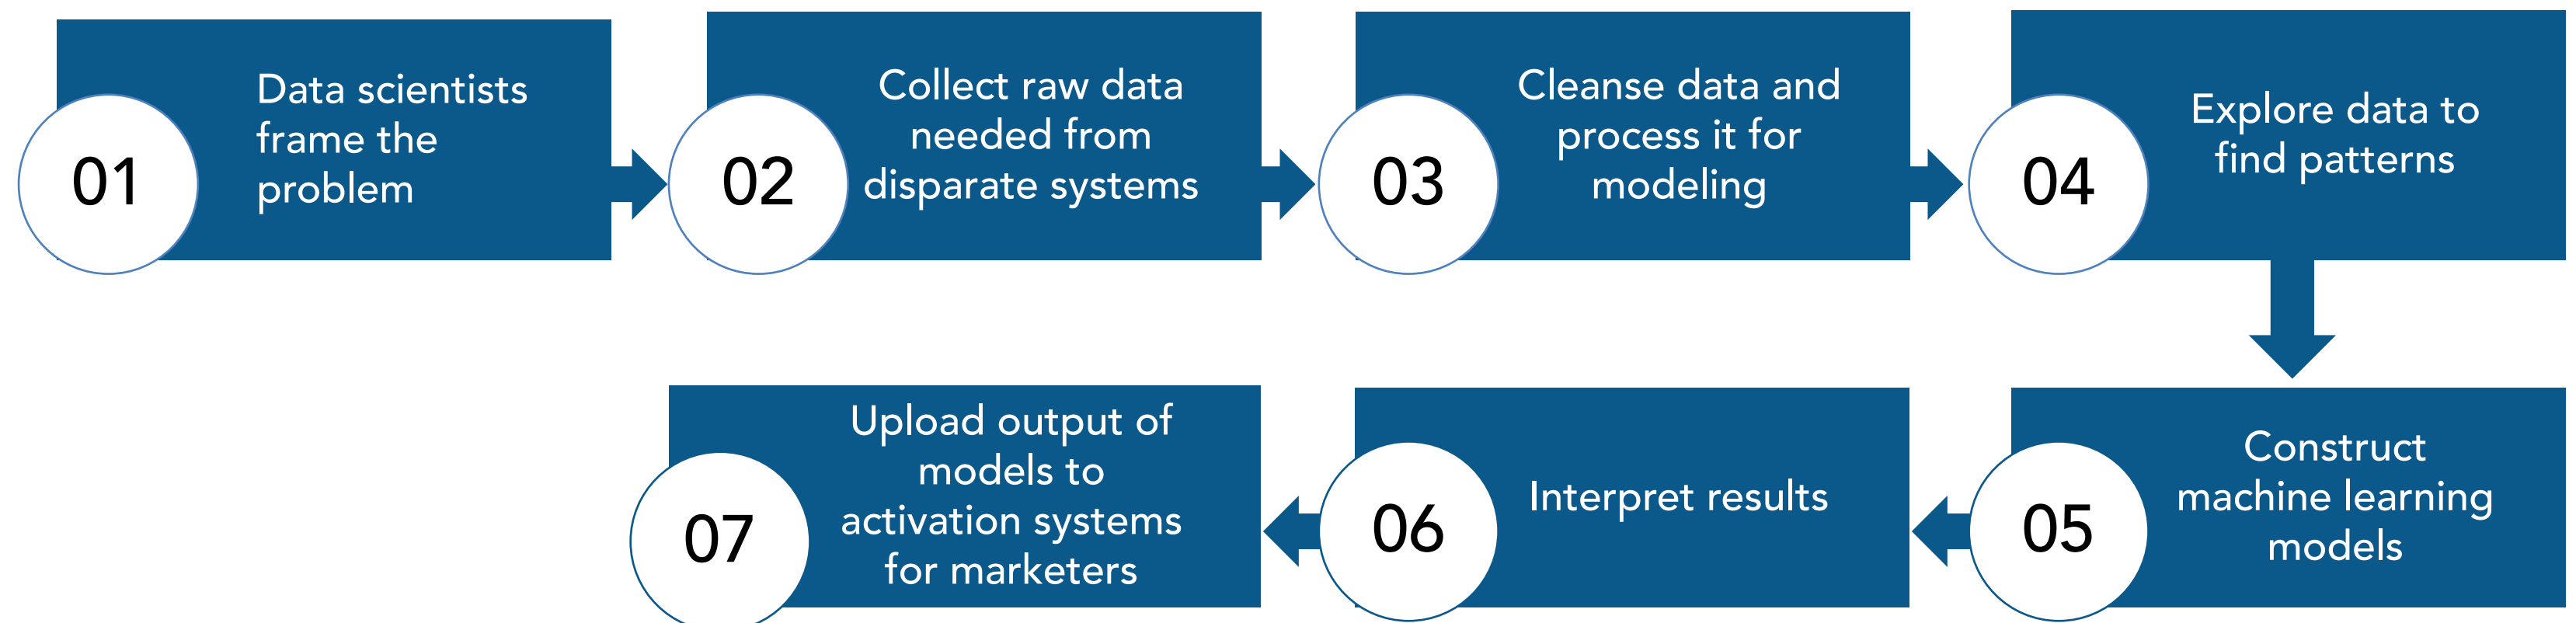 01
Data scientists
frame the
problem
02
Collect raw data
needed from
disparate systems
03
Cleanse data and
process it for
modeling
04
Explore data to
find patterns
05
Construct
machine learning
models
06
Interpret results
07
Upload output of
models to
activation systems
for marketers